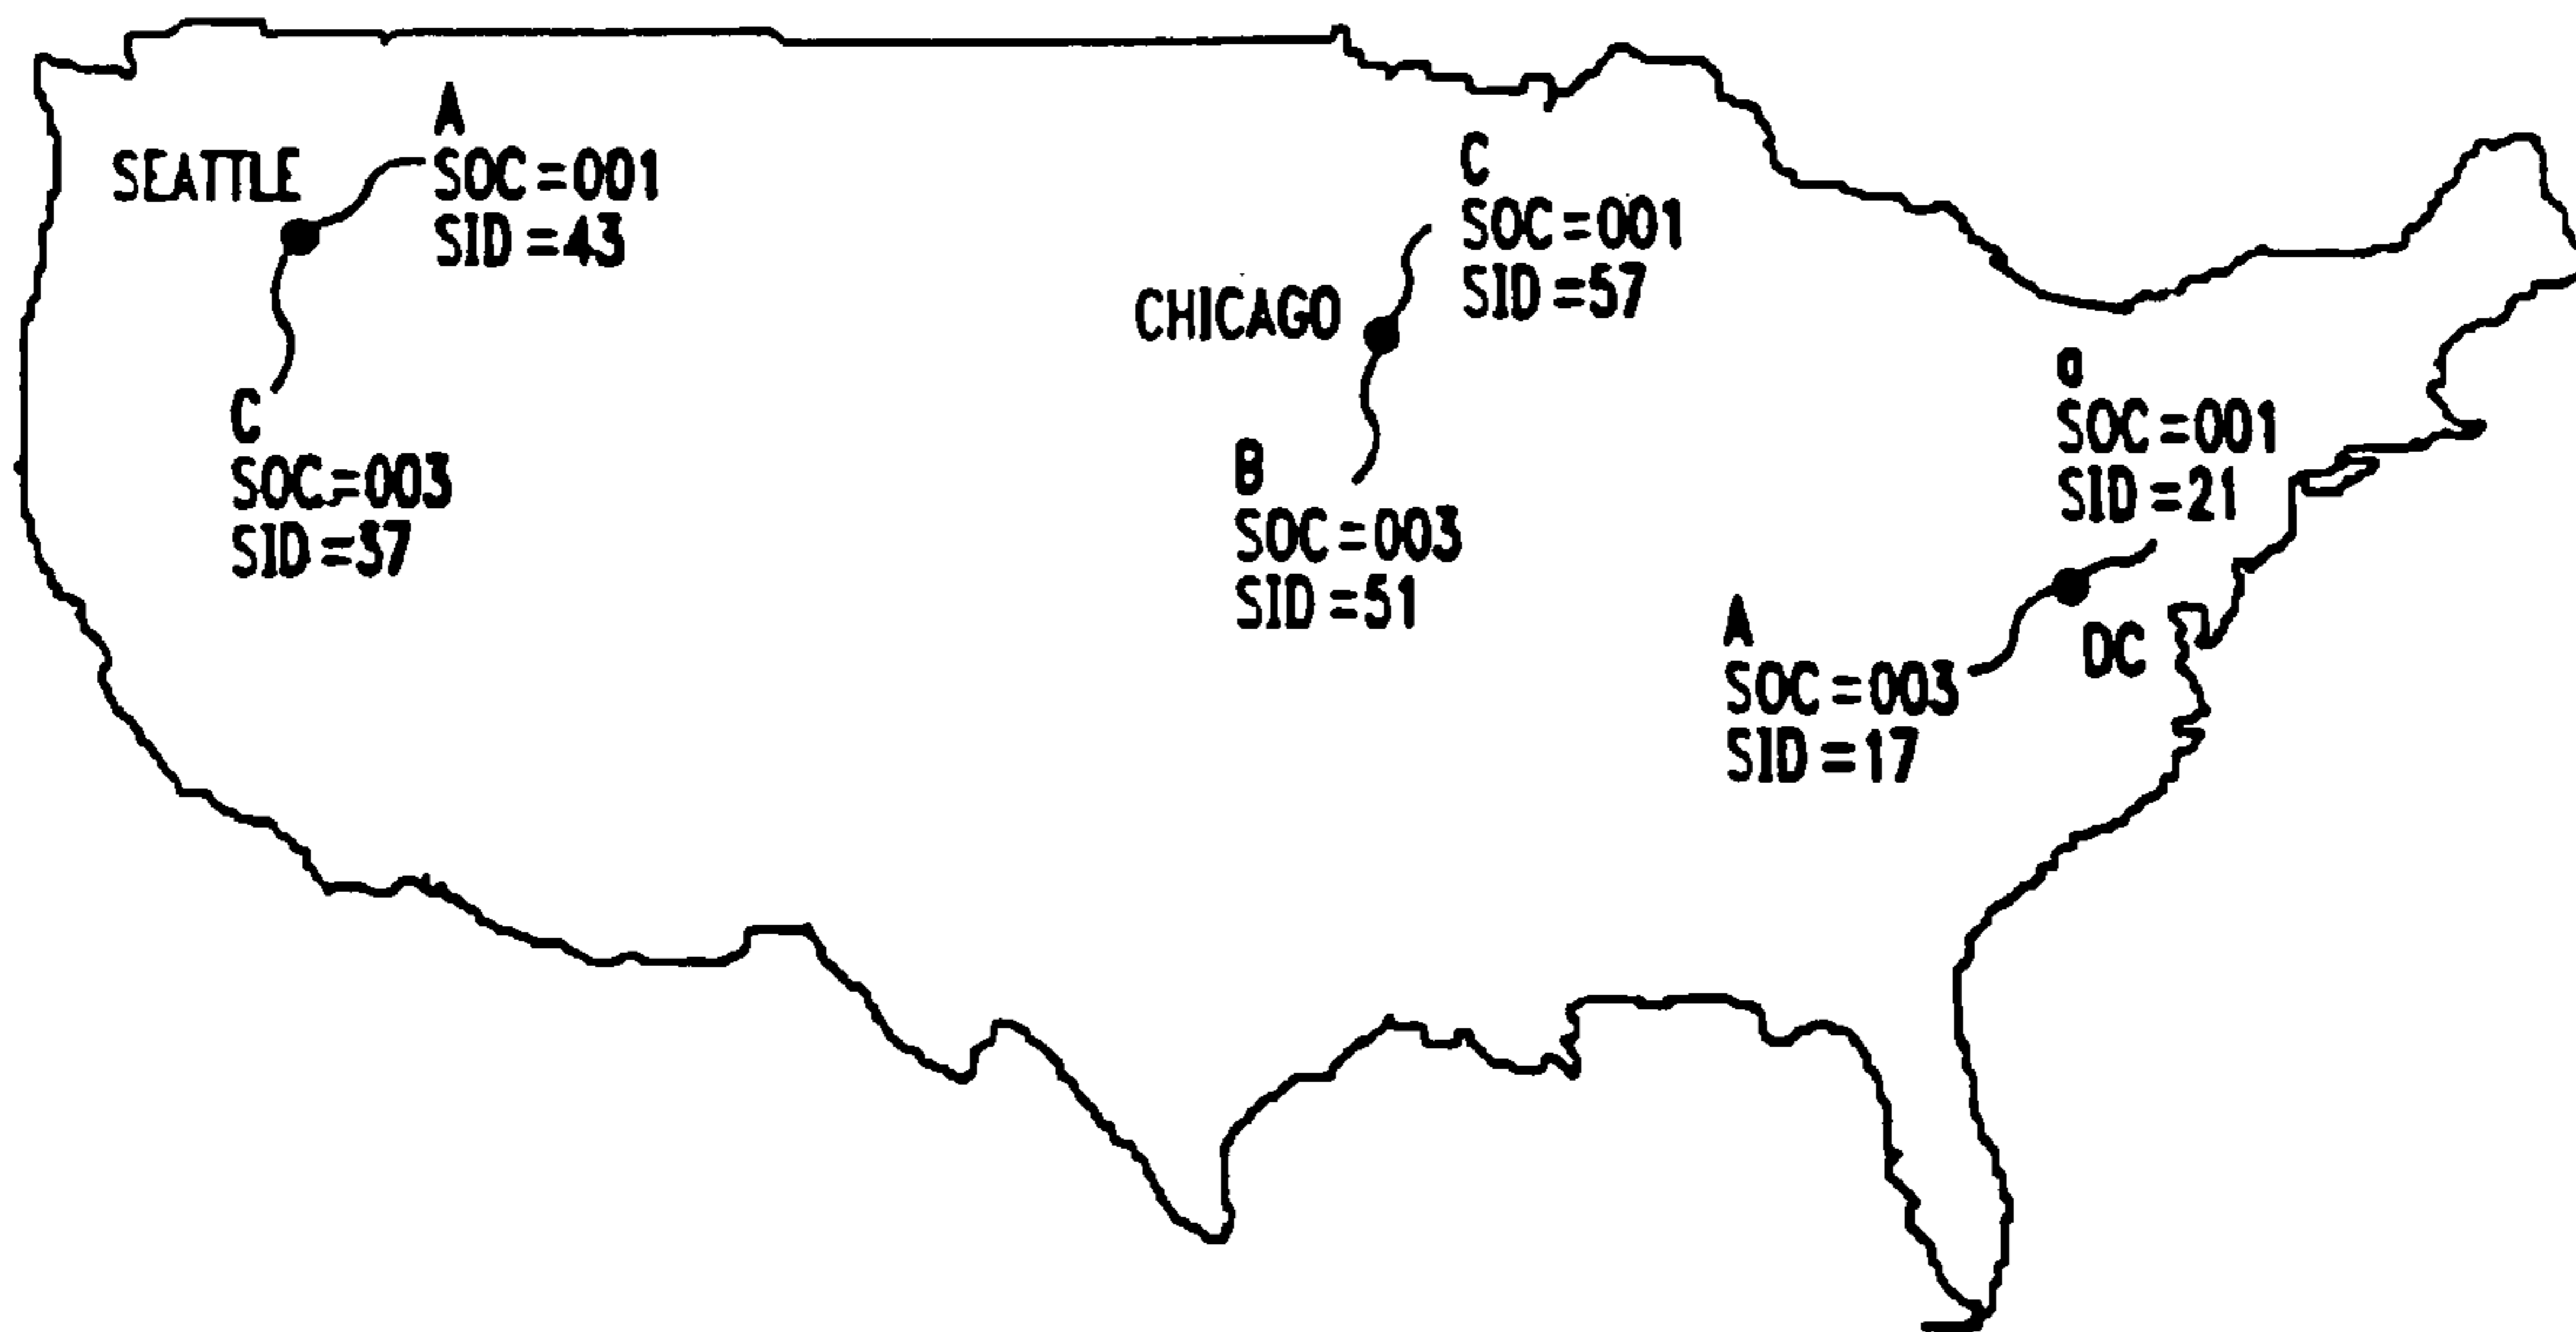 SEATTLE
A
SOC=001
SID=43
C
SOC=003
SID=37
CHICAGO
C
SOC=001
SID=57
B
SOC=003
SID=51
a
SOC=001
SID=21
A
SOC=003
SID=17
DC